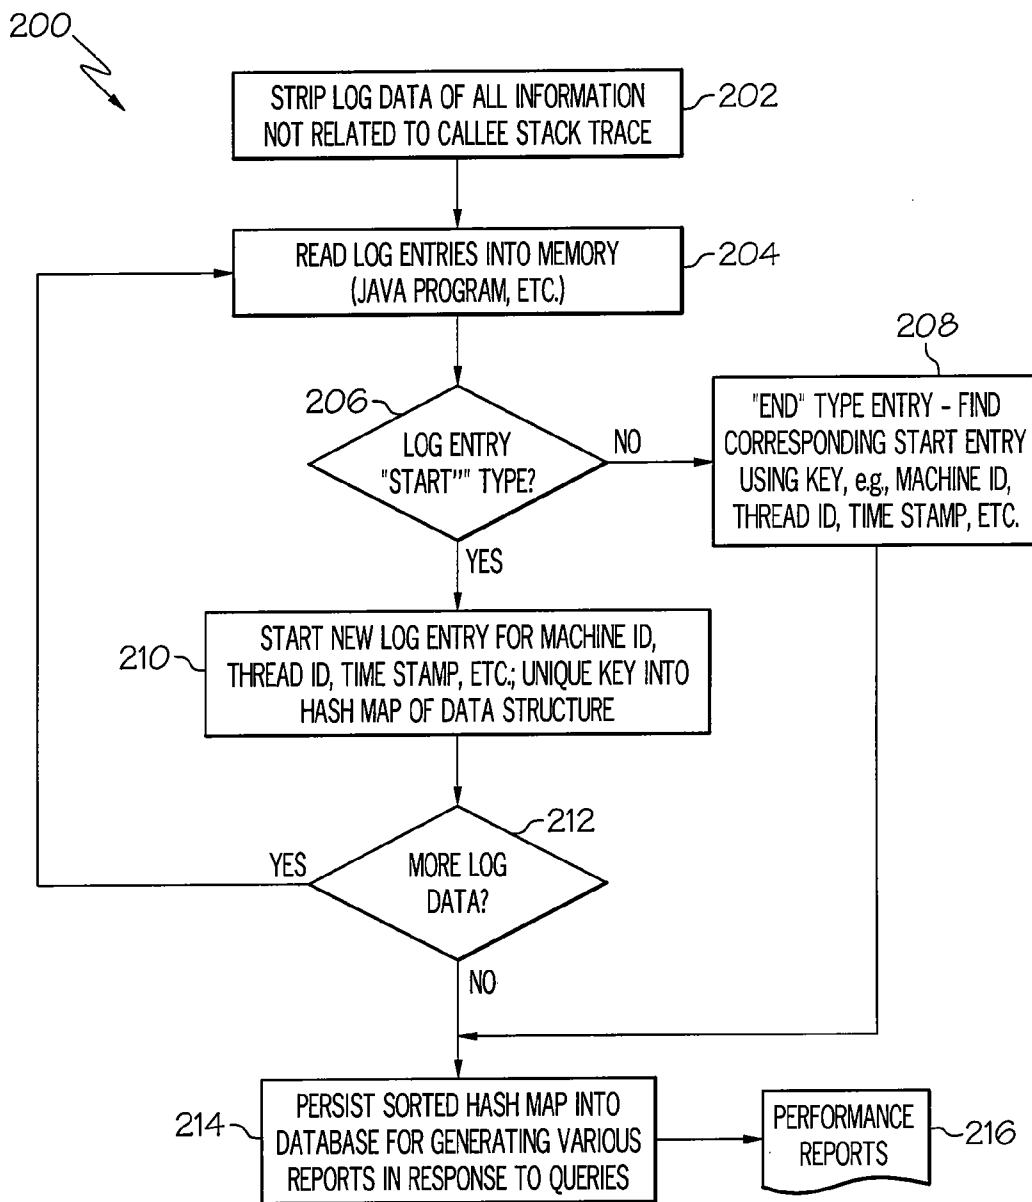 200
STRIP LOG DATA OF ALL INFORMATION
NOT RELATED TO CALLEE STACK TRACE
202
READ LOG ENTRIES INTO MEMORY
(JAVA PROGRAM, ETC.)
204
206
LOG ENTRY
"START"" TYPE?
NO
208
"END" TYPE ENTRY - FIND
CORRESPONDING START ENTRY
USING KEY, e.g., MACHINE ID,
THREAD ID, TIME STAMP, ETC.
YES
210
START NEW LOG ENTRY FOR MACHINE ID,
THREAD ID, TIME STAMP, ETC.; UNIQUE KEY INTO
HASH MAP OF DATA STRUCTURE
212
MORE LOG
DATA?
YES
NO
214
PERSIST SORTED HASH MAP INTO
DATABASE FOR GENERATING VARIOUS
REPORTS IN RESPONSE TO QUERIES
PERFORMANCE
REPORTS
216